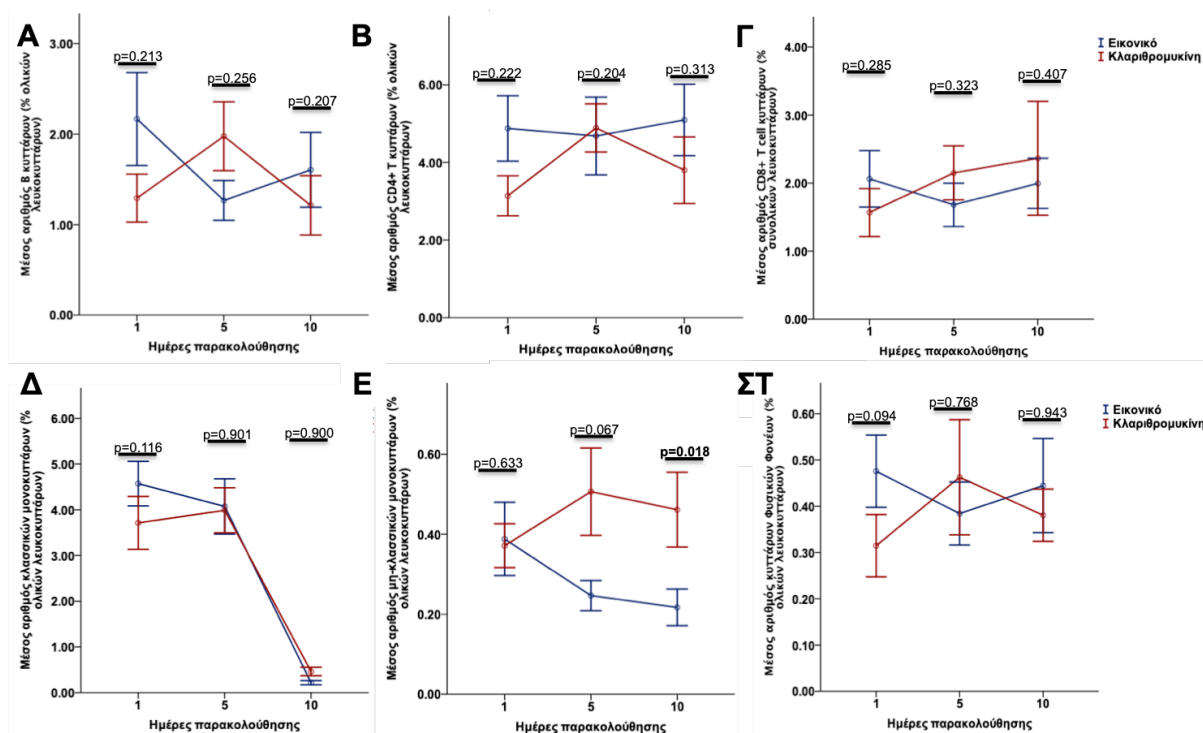 Α
Μέσος αριθμός Β κυττάρων (% ολικών
λευκοκυττάρων)
3.00
2.00
1.00
0.00
p=0.213
p=0.256
p=0.207
1
5
10
Ημέρες παρακολούθησης
Β
Μέσος αριθμός CD4+ T κυττάρων (% ολικών
λευκοκυττάρων)
6.00
4.00
2.00
0.00
p=0.222
p=0.204
p=0.313
1
5
10
Ημέρες παρακολούθησης
Γ
Μέσος αριθμός CD8+ T cell κυττάρων (%
συνολικών λευκοκυττάρων)
4.00
3.00
2.00
1.00
0.00
p=0.285
p=0.323
p=0.407
1
5
10
Ημέρες παρακολούθησης
Εικονικό
Κλαριθρομυκίνη
Δ
Μέσος αριθμός κλασσικών μονοκυττάρων (%
ολικών λευκοκυττάρων)
6.00
5.00
4.00
3.00
2.00
1.00
0.00
p=0.116
p=0.901
p=0.900
1
5
10
Ημέρες παρακολούθησης
Ε
Μέσος αριθμός μη-κλασσικών μονοκυττάρων (%
ολικών λευκοκυττάρων)
0.60
0.40
0.20
0.00
p=0.633
p=0.067
p=0.018
1
5
10
Ημέρες παρακολούθησης
ΣΤ
Μέσος αριθμός κυττάρων Φυσικών Φονέων (%
ολικών λευκοκυττάρων)
0.60
0.50
0.40
0.30
0.20
0.10
0.00
p=0.094
p=0.768
p=0.943
1
5
10
Ημέρες παρακολούθησης
Εικονικό
Κλαριθρομυκίνη